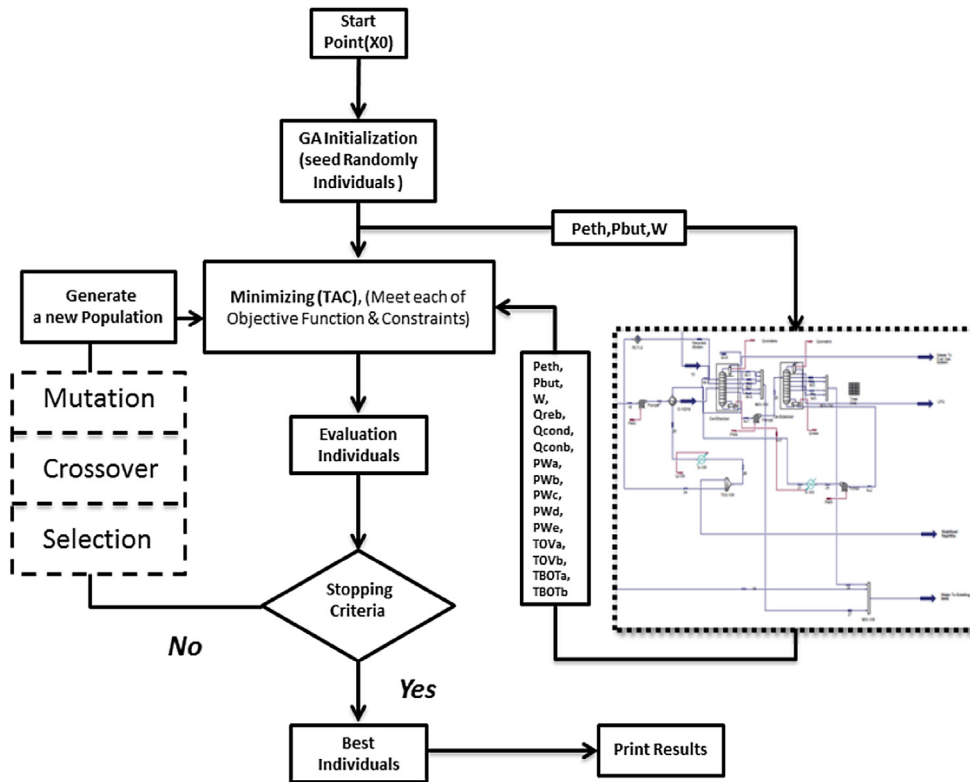 Start
Point(X0)
GA Initialization
(seed Randomly
Individuals )
Peth,Pbut,W
Generate
a new Population
Minimizing (TAC), (Meet each of
Objective Function & Constraints)
Mutation
Crossover
Selection
Evaluation
Individuals
Peth,
Pbut,
W,
Qreb,
Qcond,
Qconb,
PWa,
PWb,
PWc,
PWd,
PWe,
TOVa,
TOVb,
TBOTa,
TBOTb
Stopping
Criteria
No
Yes
Best
Individuals
Print Results
LPG